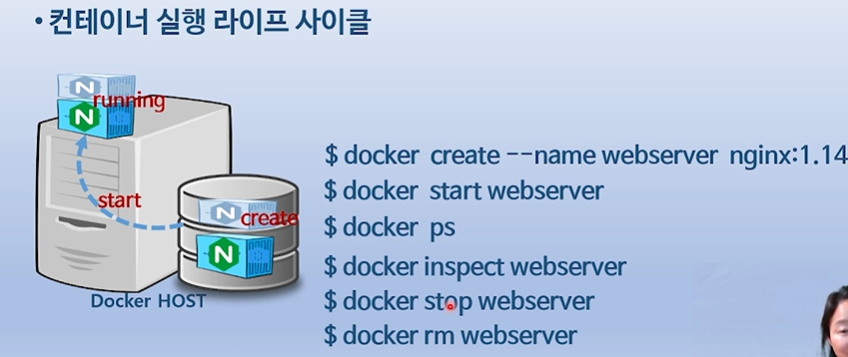 • 컨테이너 실행 라이프 사이클
N
running
N
start
N
create
N
Docker HOST
$ docker create --name webserver nginx:1.14
$ docker start webserver
$ docker ps
$ docker inspect webserver
$ docker stop webserver
$ docker rm webserver